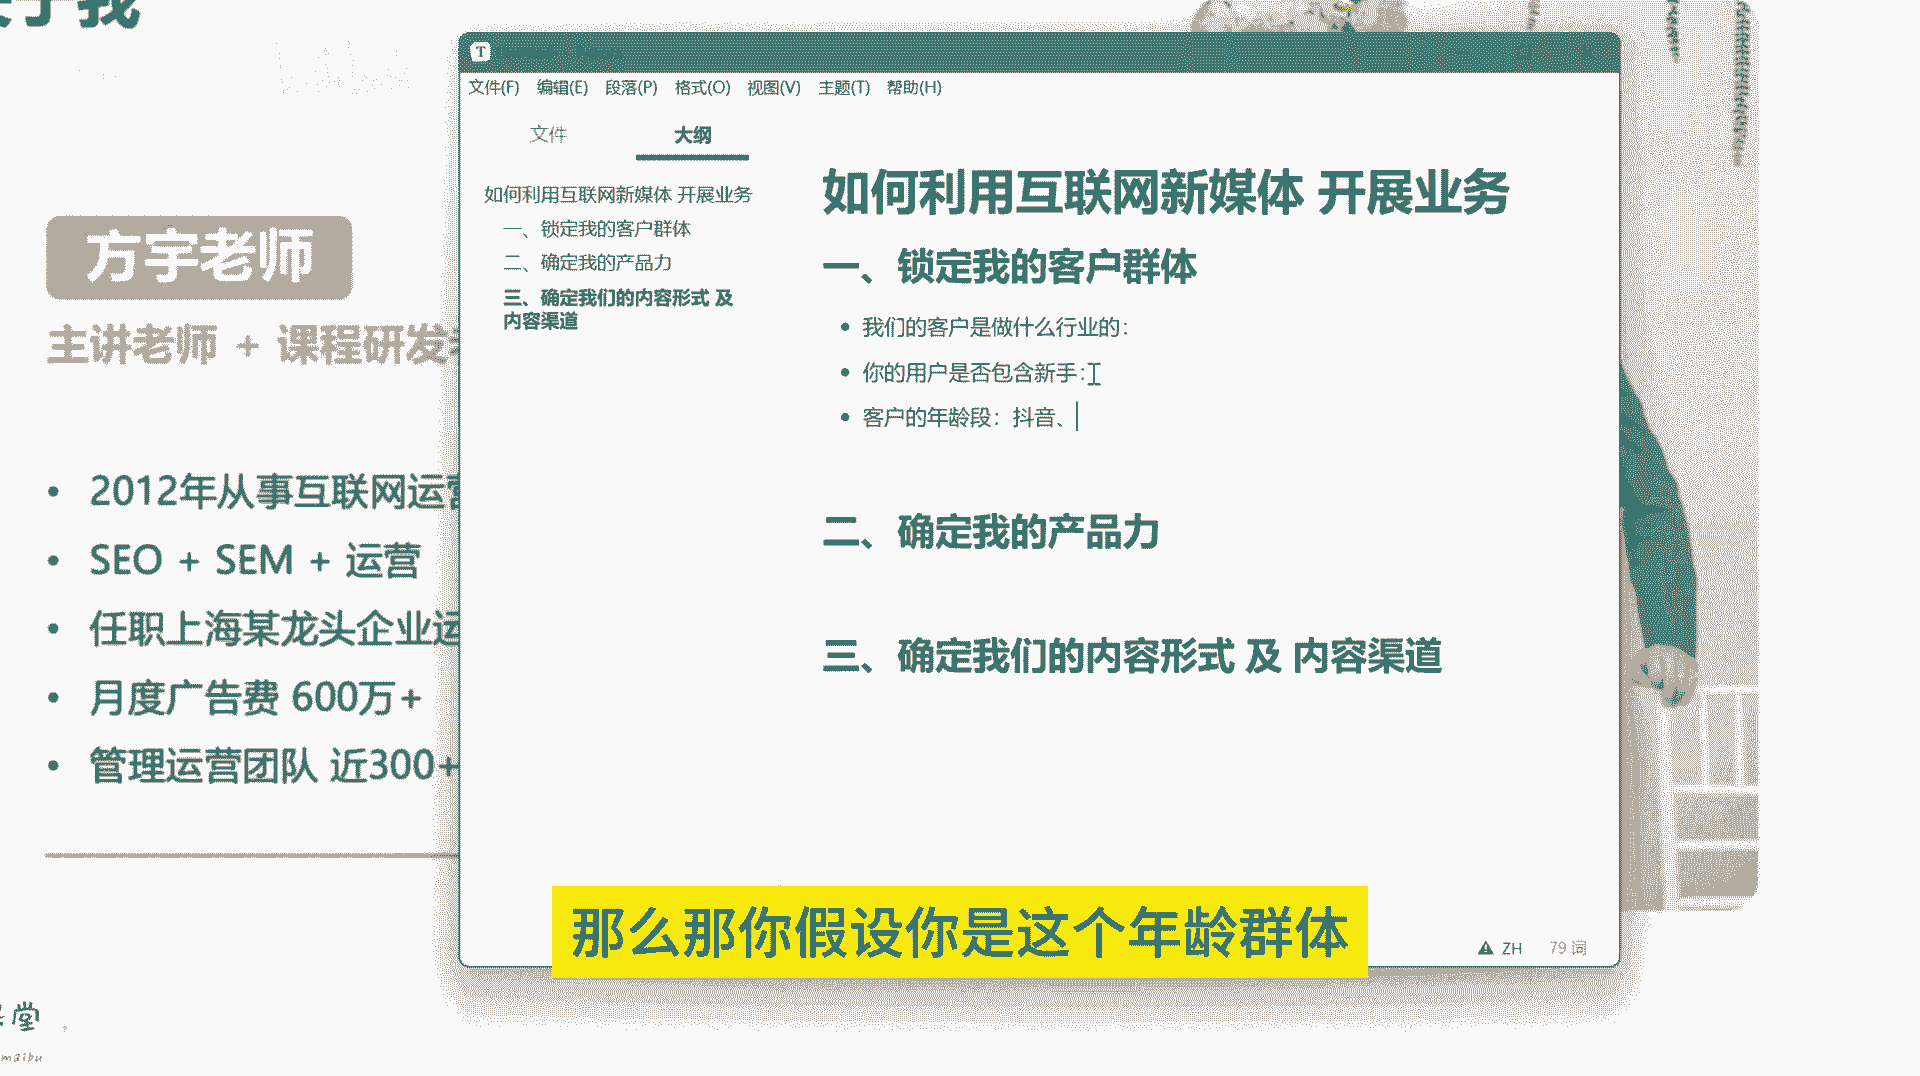 方宇老师
主讲老师 + 课程研发
2012年从事互联网运营
SEO + SEM + 运营
任职上海某龙头企业运
月度广告费 600万+
管理运营团队 近300+
堂
maibu
T
文件(F) 编辑(E) 段落(P) 格式(O) 视图(V) 主题(T) 帮助(H)
文件 大纲
如何利用互联网新媒体 开展业务
一、锁定我的客户群体
二、确定我的产品力
三、确定我们的内容形式 及
内容渠道
如何利用互联网新媒体 开展业务
一、锁定我的客户群体
我们的客户是做什么行业的：
你的用户是否包含新手：
客户的年龄段：抖音、
二、确定我的产品力
三、确定我们的内容形式 及 内容渠道
ZH 79 词
那么那你假设你是这个年龄群体